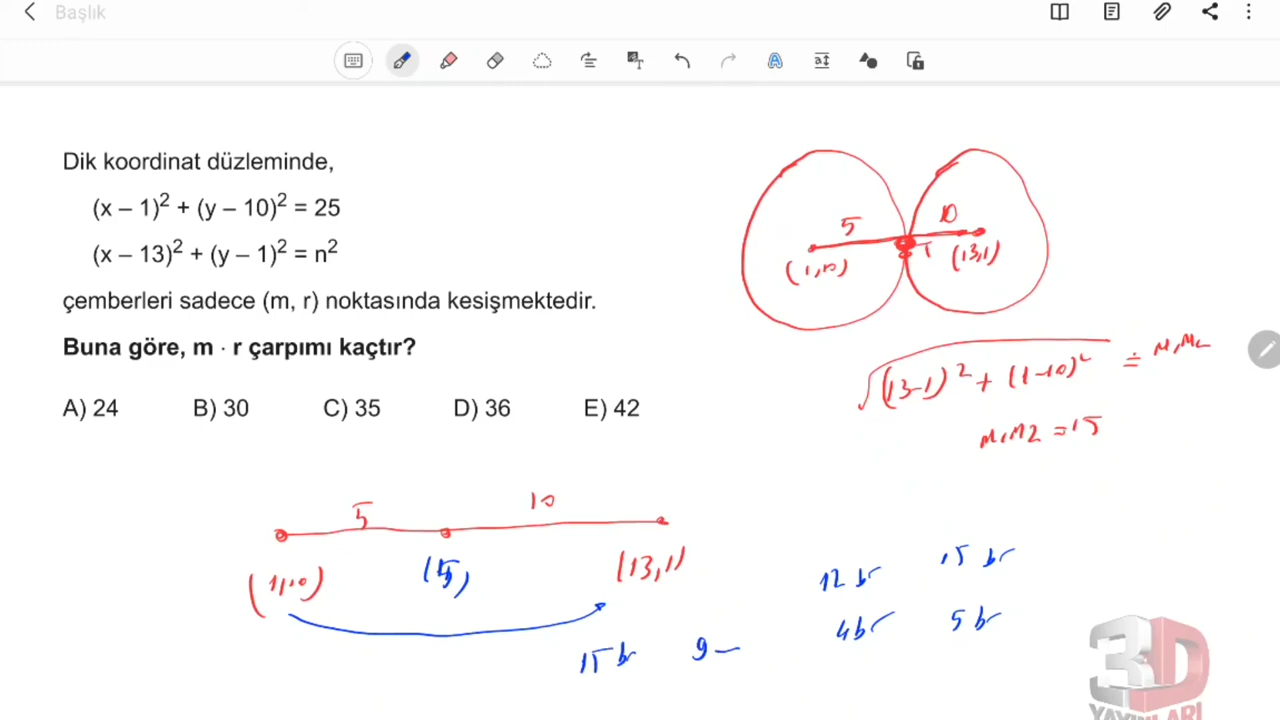 Başlık
Dik koordinat düzleminde,
(x – 1)² + (y – 10)² = 25
(x – 13)² + (y – 1)² = n²
çemberleri sadece (m, r) noktasında kesişmektedir.
Buna göre, m · r çarpımı kaçtır?
A) 24 B) 30 C) 35 D) 36 E) 42
5 10
(1,10) T (13,1)
√(13-1)² + (1-10)² = M₁M₂
M₁M2 = 15
5 10
(1,10) (13,1)
12 br 15 br
4br 5 br
15 br 9
3D
YAYINLARI